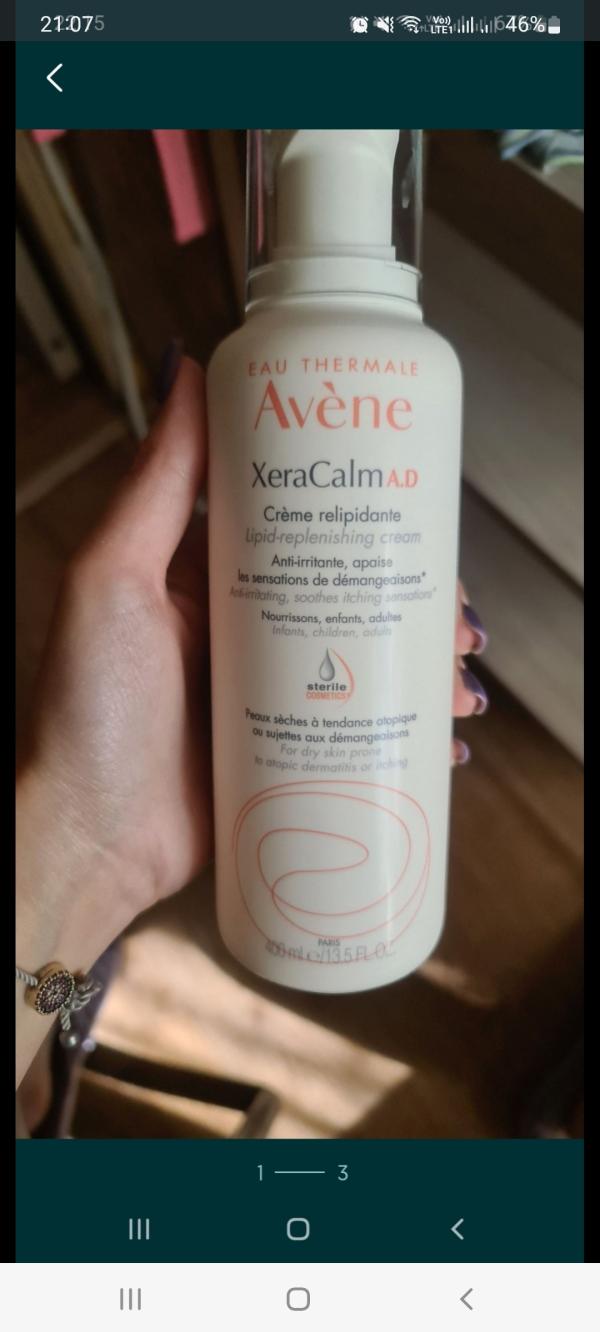 21:07
Vo))
LTE1
46%
EAU THERMALE
Avène
XeraCalm A.D
Crème relipidante
Lipid-replenishing cream
Anti-irritante, apaise
les sensations de démangeaisons*
Anti-irritating, soothes itching sensations*
Nourrissons, enfants, adultes
Infants, children, adults
sterile
COSMETICS
Peaux sèches à tendance atopique
ou sujettes aux démangeaisons
For dry skin prone
to atopic dermatitis or itching
PARIS
400 ml e/13.5 FL.OZ.
1
3